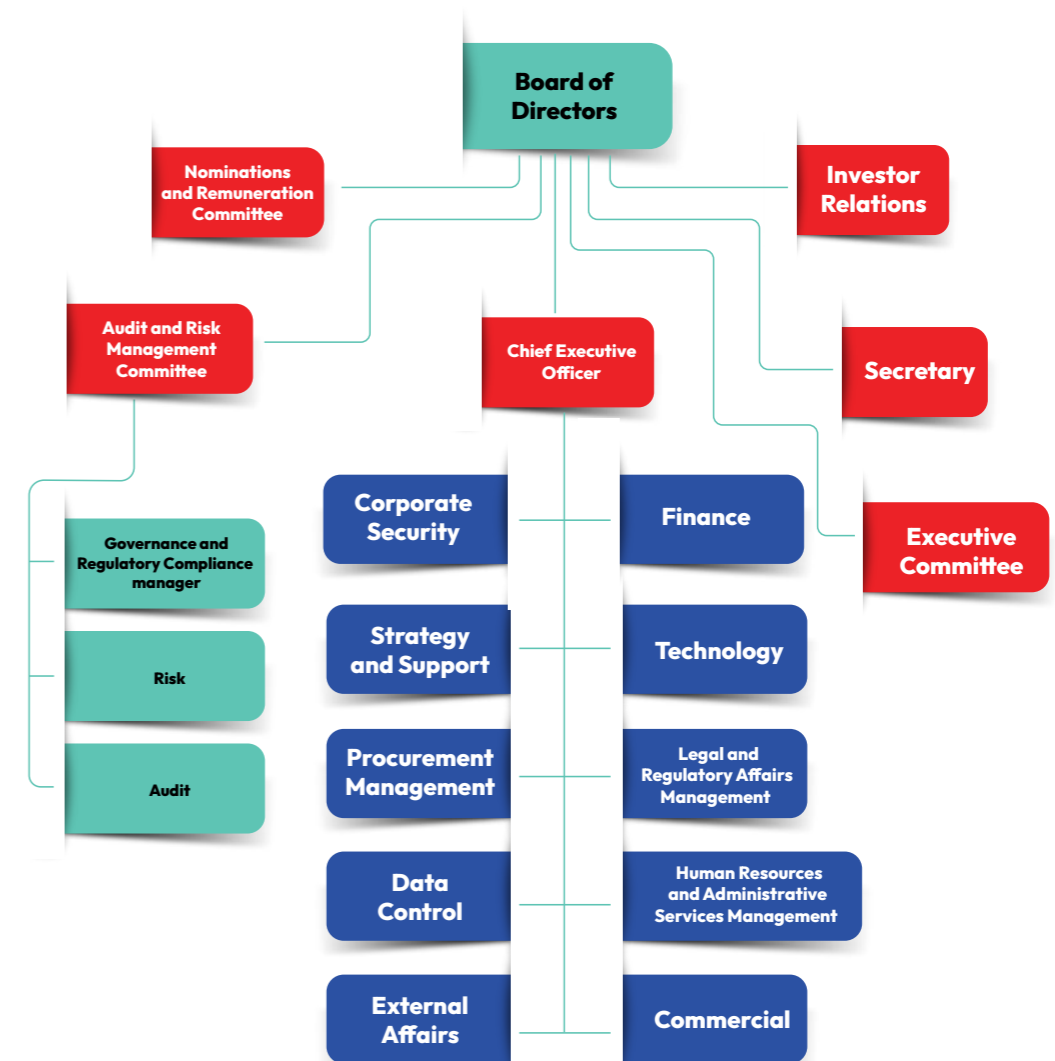 Board of
Directors
Nominations
and Remuneration
Committee
Investor
Relations
Audit and Risk
Management
Committee
Chief Executive
Officer
Secretary
Executive
Committee
Corporate
Security
Finance
Governance and
Regulatory Compliance
manager
Strategy
and Support
Technology
Risk
Procurement
Management
Legal and
Regulatory Affairs
Management
Audit
Data
Control
Human Resources
and Administrative
Services Management
External
Affairs
Commercial